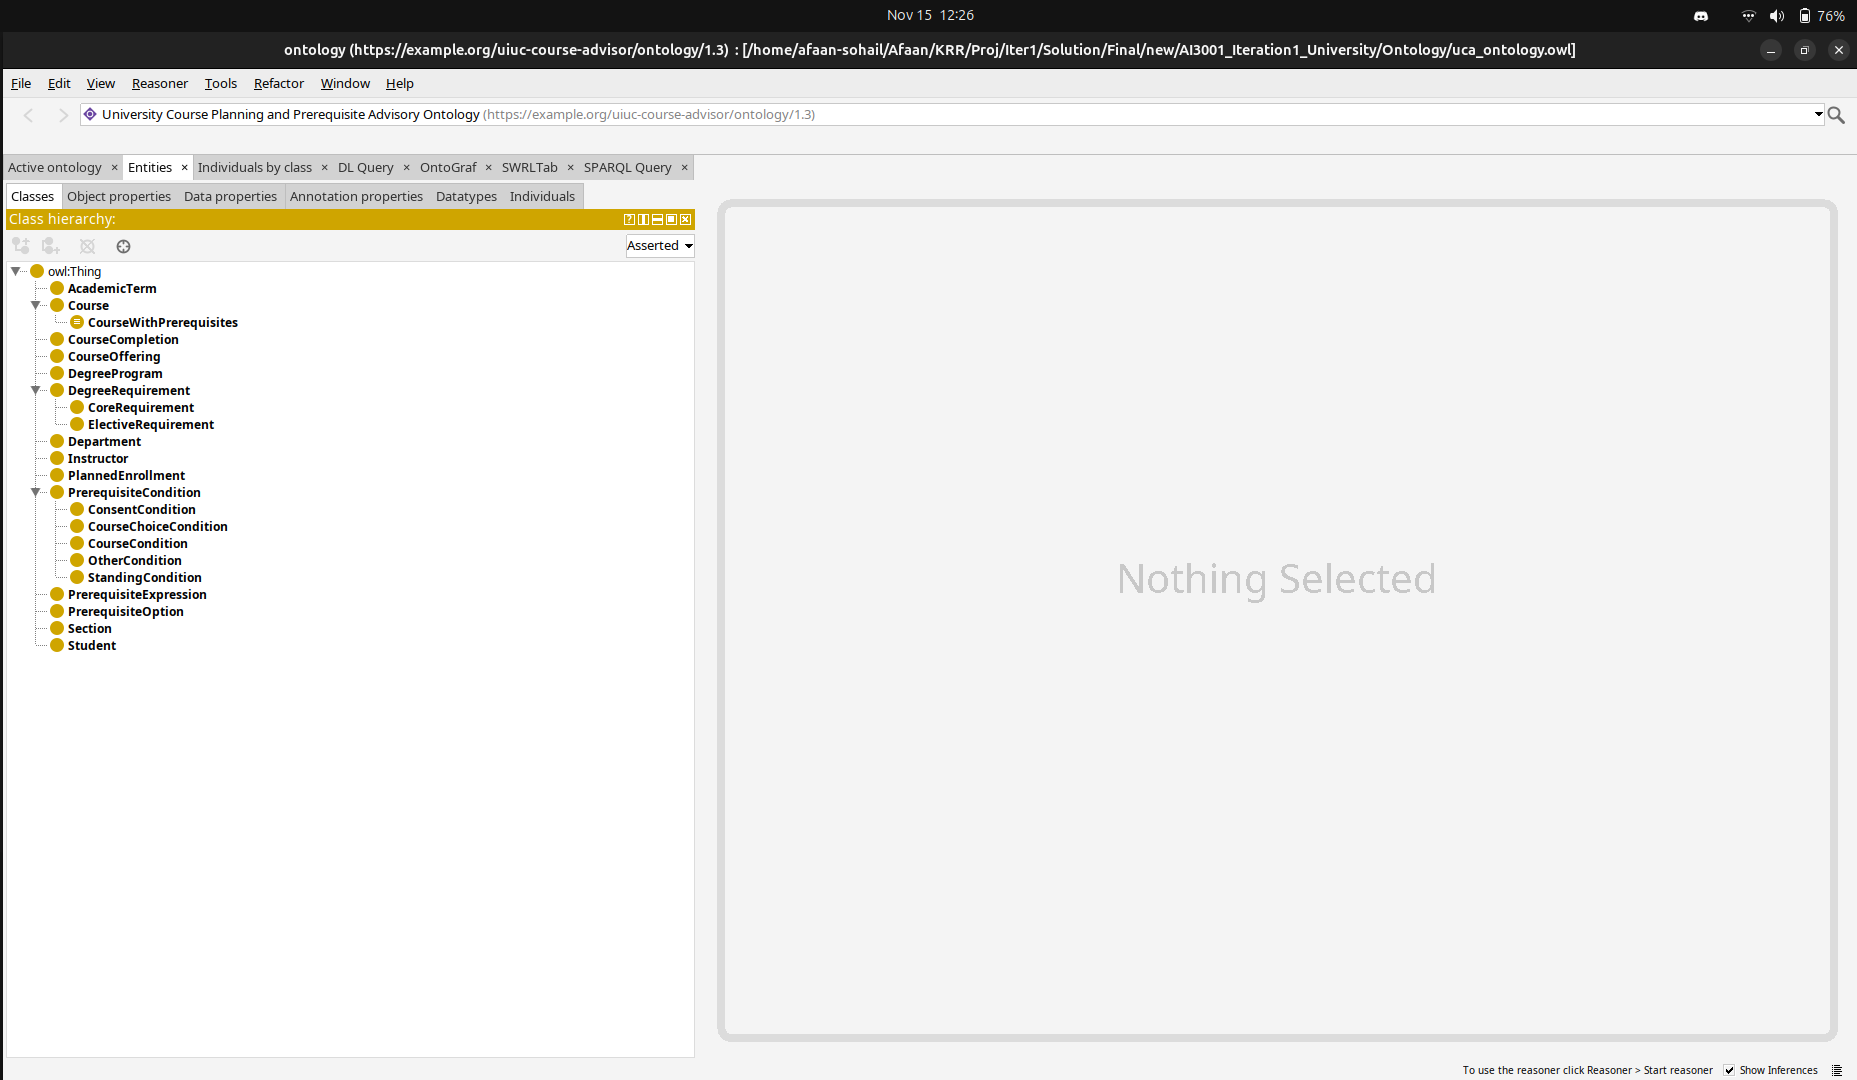 Nov 15 12:26
76%
ontology (https://example.org/uiuc-course-advisor/ontology/1.3) : [/home/afaan-sohail/Afaan/KRR/Proj/Iter1/Solution/Final/new/AI3001_Iteration1_University/Ontology/uca_ontology.owl]
File Edit View Reasoner Tools Refactor Window Help
University Course Planning and Prerequisite Advisory Ontology (https://example.org/uiuc-course-advisor/ontology/1.3)
Active ontology × Entities × Individuals by class × DL Query × OntoGraf × SWRLTab × SPARQL Query ×
Classes Object properties Data properties Annotation properties Datatypes Individuals
Class hierarchy:
Asserted
owl:Thing
AcademicTerm
Course
CourseWithPrerequisites
CourseCompletion
CourseOffering
DegreeProgram
DegreeRequirement
CoreRequirement
ElectiveRequirement
Department
Instructor
PlannedEnrollment
PrerequisiteCondition
ConsentCondition
CourseChoiceCondition
CourseCondition
OtherCondition
StandingCondition
PrerequisiteExpression
PrerequisiteOption
Section
Student
Nothing Selected
To use the reasoner click Reasoner > Start reasoner Show Inferences